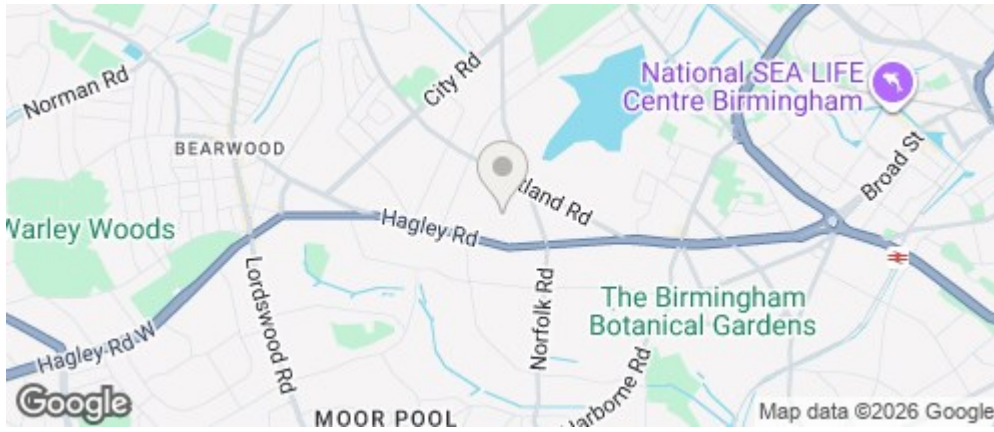 Norman Rd
City Rd
National SEA LIFE
Centre Birmingham
BEARWOOD
Broad St
tland Rd
Warley Woods
Hagley Rd
Lordswood Rd
Norfolk Rd
The Birmingham
Botanical Gardens
Hagley Rd W
Harborne Rd
Google
MOOR POOL
Map data ©2026 Google